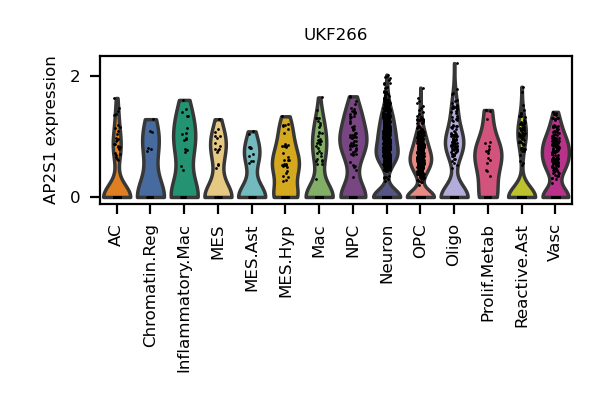 UKF266
AP2S1 expression
2
0
AC
Chromatin.Reg
Inflammatory.Mac
MES
MES.Ast
MES.Hyp
Mac
NPC
Neuron
OPC
Oligo
Prolif.Metab
Reactive.Ast
Vasc